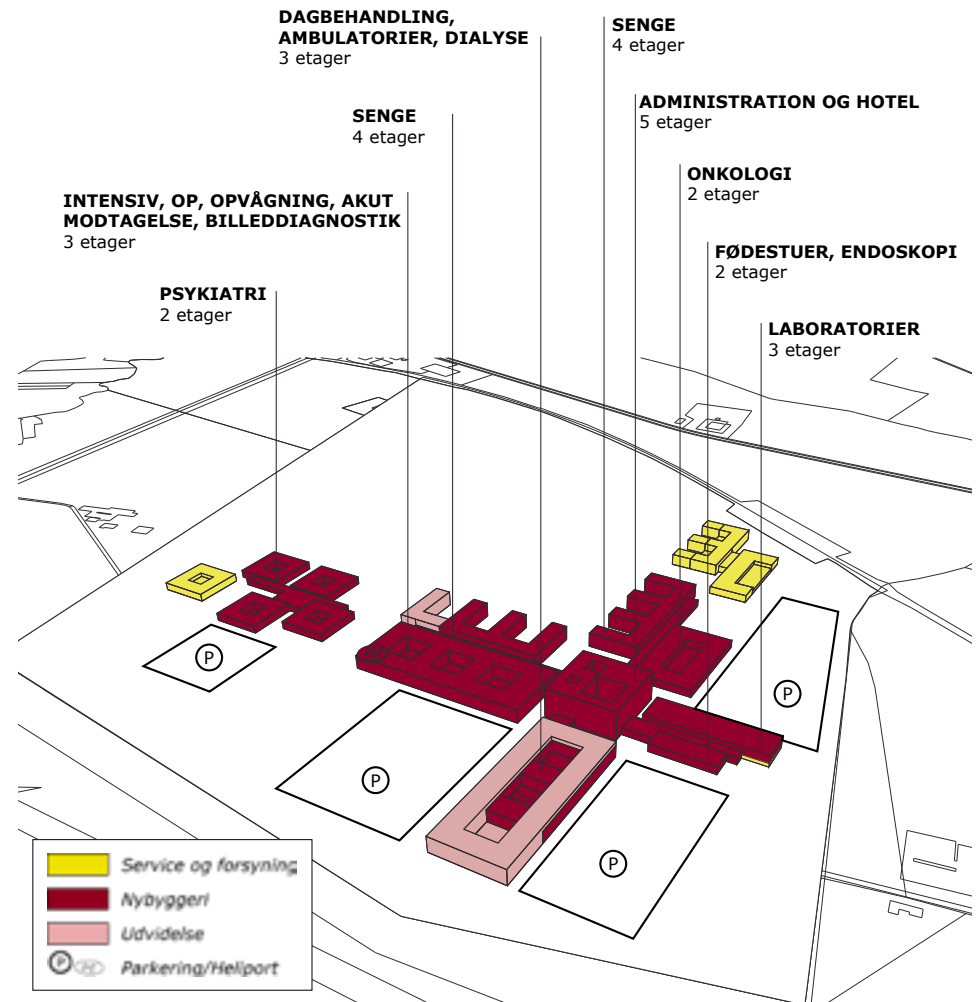 DAGBEHANDLING,
AMBULATORIER, DIALYSE
3 etager
SENGE
4 etager
SENGE
4 etager
ADMINISTRATION OG HOTEL
5 etager
ONKOLOGI
2 etager
INTENSIV, OP, OPVÅGNING, AKUT
MODTAGELSE, BILLEDDIAGNOSTIK
3 etager
FØDESTUER, ENDOSKOPI
2 etager
PSYKIATRI
2 etager
LABORATORIER
3 etager
P
P
P
P
Service og forsyning
Nybyggeri
Udvidelse
P H Parkering/Heliport